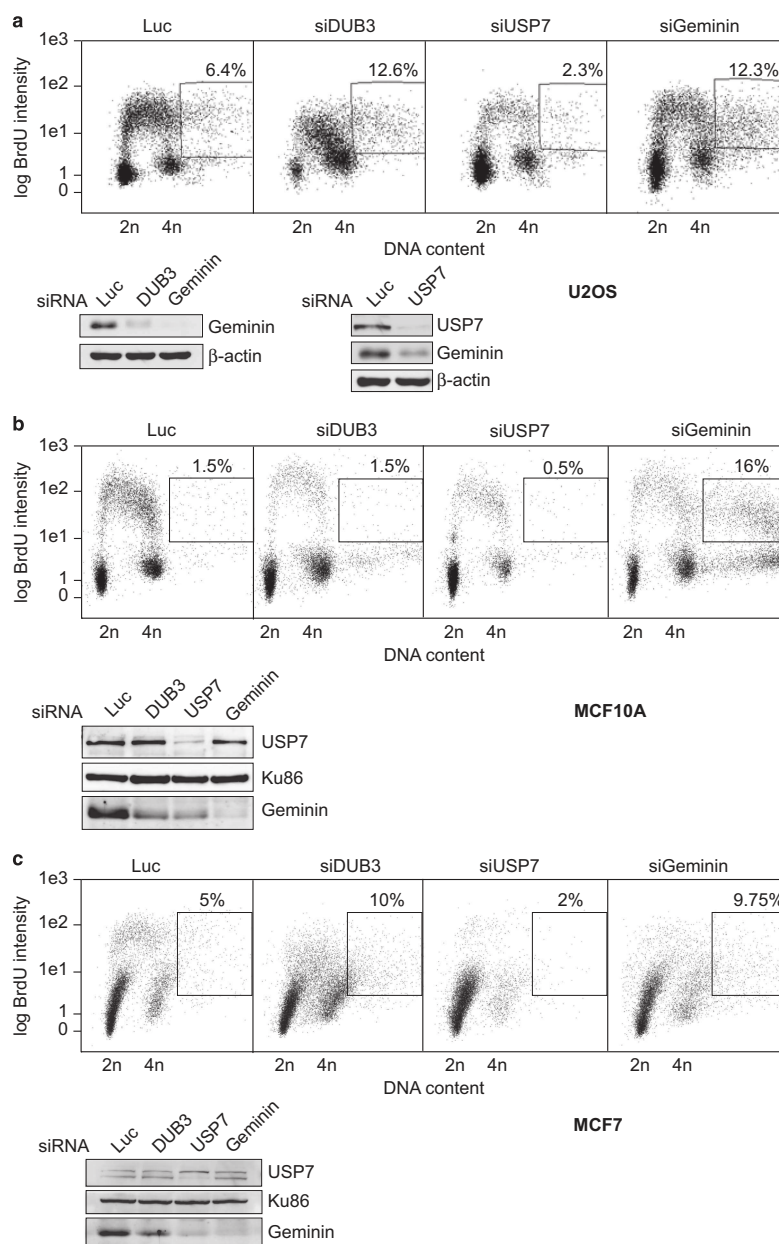 a
Luc siDUB3 siUSP7 siGeminin
1e3
1e2
1e1
1
0
log BrdU intensity
6.4% 12.6% 2.3% 12.3%
2n 4n 2n 4n 2n 4n 2n 4n
DNA content
siRNA Luc DUB3 Geminin
Geminin
β-actin
siRNA Luc USP7
USP7
Geminin
β-actin
U2OS
b
Luc siDUB3 siUSP7 siGeminin
1e3
1e2
1e1
1
0
log BrdU intensity
1.5% 1.5% 0.5% 16%
2n 4n 2n 4n 2n 4n 2n 4n
DNA content
siRNA Luc DUB3 USP7 Geminin
USP7
Ku86
Geminin
MCF10A
c
Luc siDUB3 siUSP7 siGeminin
1e3
1e2
1e1
1
0
log BrdU intensity
5% 10% 2% 9.75%
2n 4n 2n 4n 2n 4n 2n 4n
DNA content
siRNA Luc DUB3 USP7 Geminin
USP7
Ku86
Geminin
MCF7